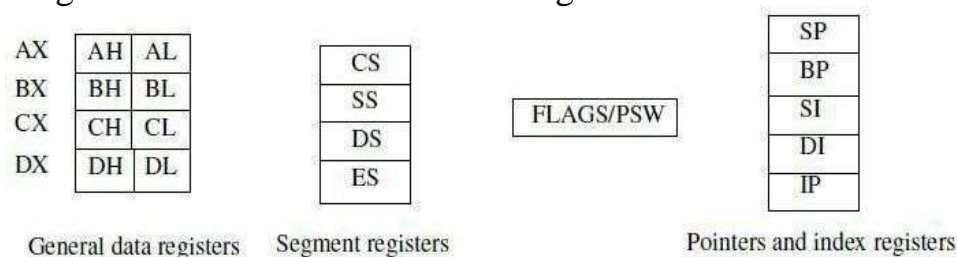 AX AH AL
BX BH BL
CX CH CL
DX DH DL
General data registers
CS
SS
DS
ES
Segment registers
FLAGS/PSW
SP
BP
SI
DI
IP
Pointers and index registers